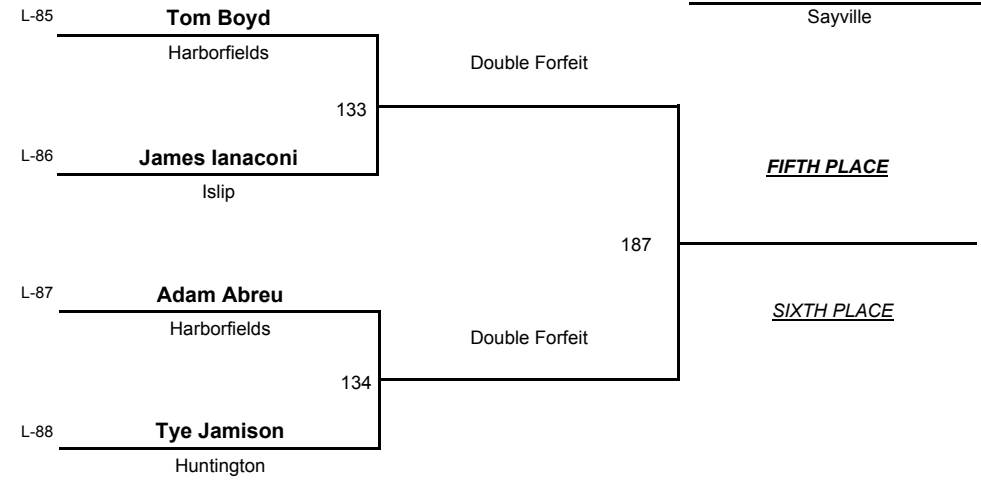 L-85 Tom Boyd
Sayville
Harborfields
Double Forfeit
133
L-86 James Ianaconi
FIFTH PLACE
Islip
187
L-87 Adam Abreu
SIXTH PLACE
Harborfields
Double Forfeit
134
L-88 Tye Jamison
Huntington